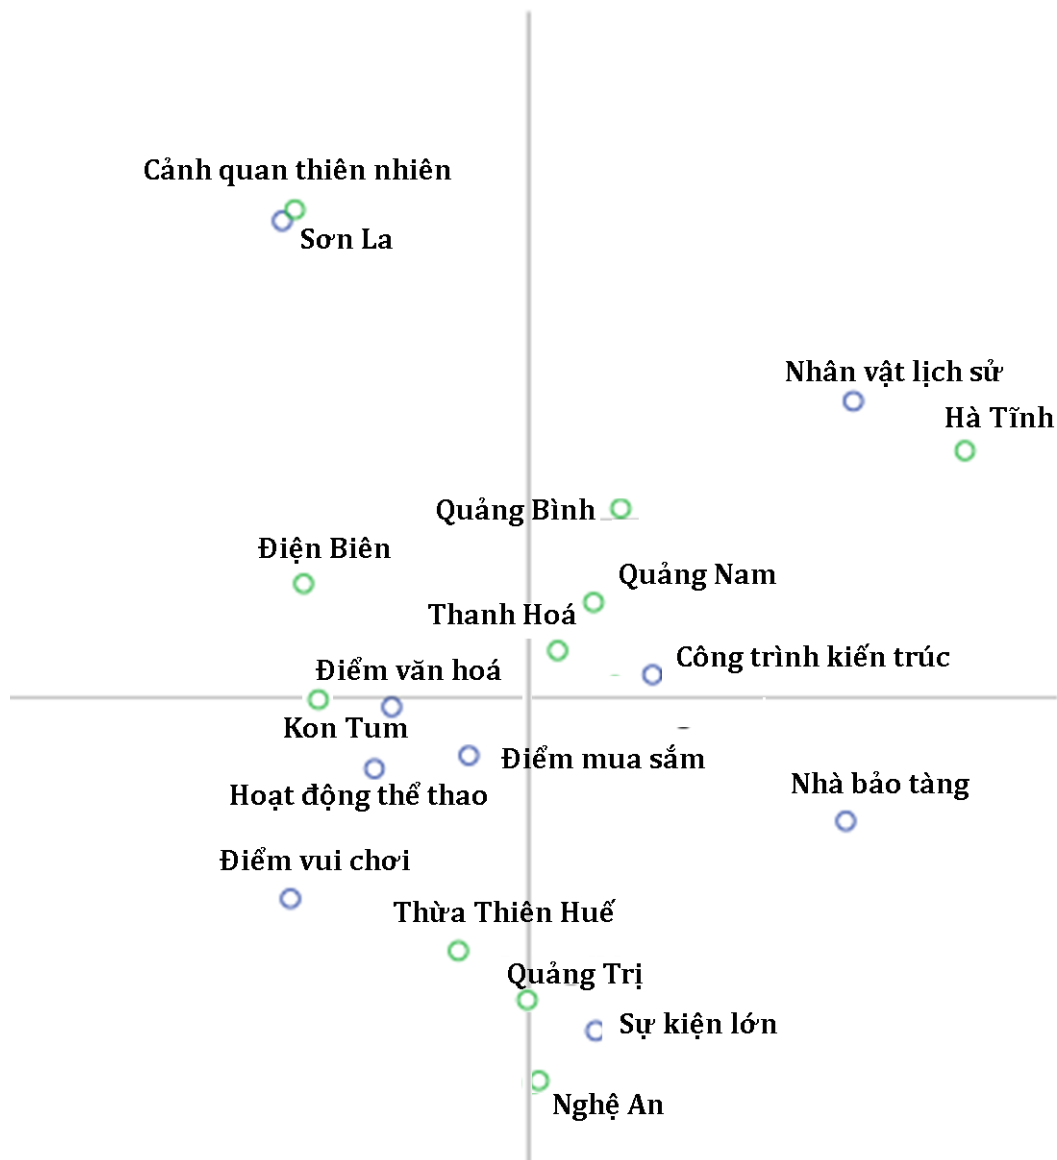 Cảnh quan thiên nhiên
Sơn La
Nhân vật lịch sử
Hà Tĩnh
Quảng Bình
Điện Biên
Quảng Nam
Thanh Hoá
Công trình kiến trúc
Điểm văn hoá
Kon Tum
Điểm mua sắm
Nhà bảo tàng
Hoạt động thể thao
Điểm vui chơi
Thừa Thiên Huế
Quảng Trị
Sự kiện lớn
Nghệ An